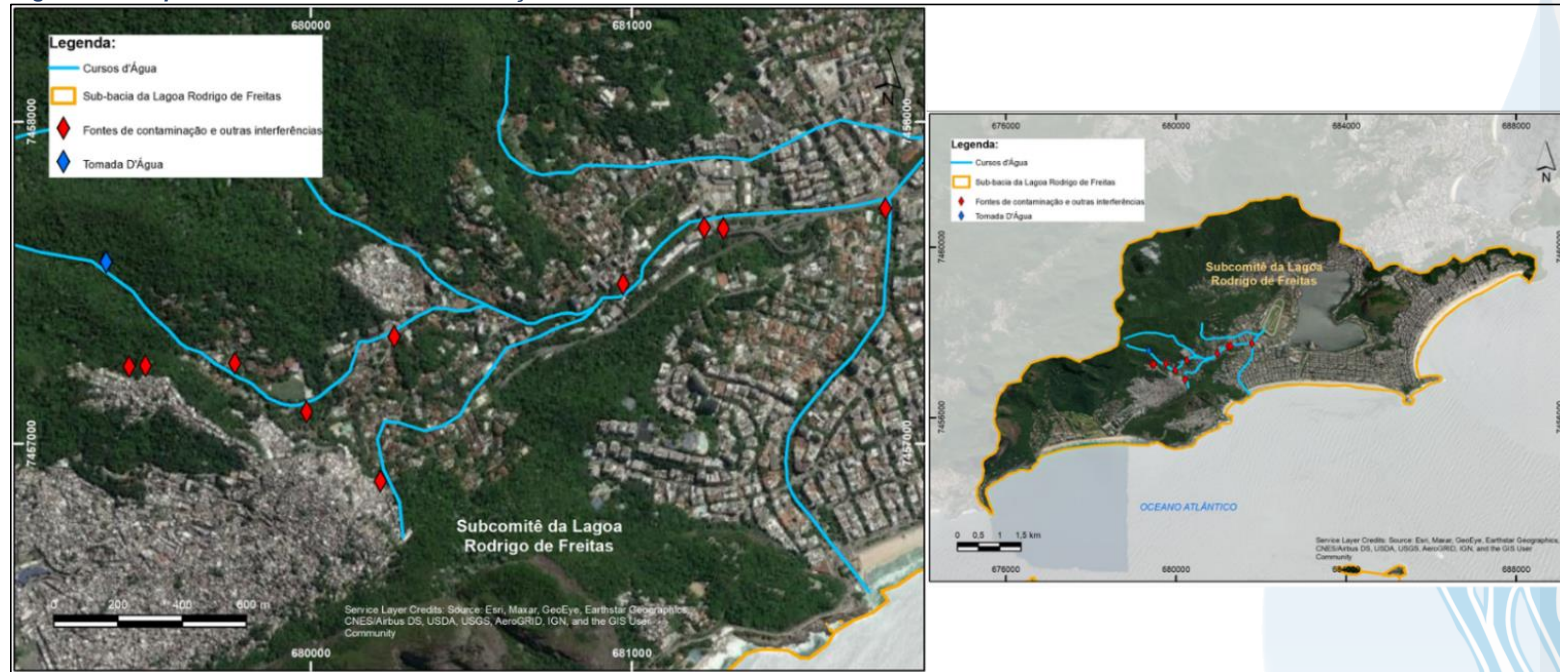 680000
681000
Legenda:
Cursos d'Água
Sub-bacia da Lagoa Rodrigo de Freitas
Fontes de contaminação e outras interferências
Tomada D'Água
N
7458000
7458000
7457000
7457000
Subcomitê da Lagoa
Rodrigo de Freitas
0 200 400 600 m
Service Layer Credits: Source: Esri, Maxar, GeoEye, Earthstar Geographics,
CNES/Airbus DS, USDA, USGS, AeroGRID, IGN, and the GIS User
Community
680000
681000
676000
680000
684000
688000
Legenda:
Cursos d'Água
Sub-bacia da Lagoa Rodrigo de Freitas
Fontes de contaminação e outras interferências
Tomada D'Água
N
7460000
Subcomitê da Lagoa
Rodrigo de Freitas
7456000
OCEANO ATLÂNTICO
0 0.5 1 1.5 km
Service Layer Credits: Source: Esri, Maxar, GeoEye, Earthstar Geographics,
CNES/Airbus DS, USDA, USGS, AeroGRID, IGN, and the GIS User
Community
676000
680000
684000
688000